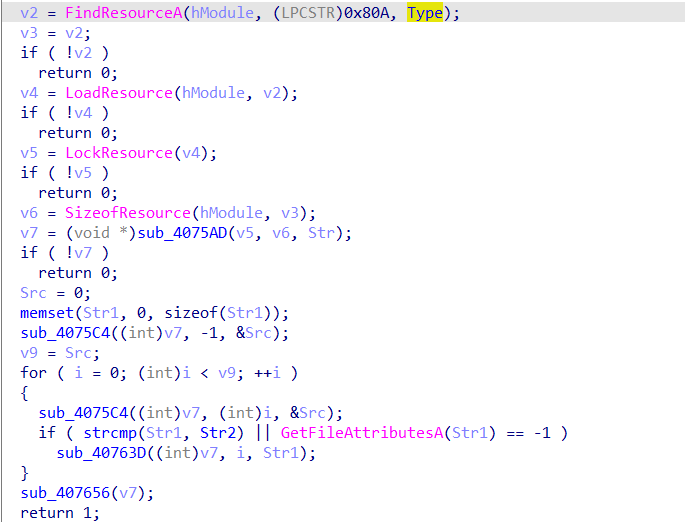 v2 = FindResourceA(hModule, (LPCSTR)0x80A, Type);
v3 = v2;
if ( !v2 )
return 0;
v4 = LoadResource(hModule, v2);
if ( !v4 )
return 0;
v5 = LockResource(v4);
if ( !v5 )
return 0;
v6 = SizeofResource(hModule, v3);
v7 = (void *)sub_4075AD(v5, v6, Str);
if ( !v7 )
return 0;
Src = 0;
memset(Str1, 0, sizeof(Str1));
sub_4075C4((int)v7, -1, &Src);
v9 = Src;
for ( i = 0; (int)i < v9; ++i )
{
sub_4075C4((int)v7, (int)i, &Src);
if ( strcmp(Str1, Str2) || GetFileAttributesA(Str1) == -1 )
sub_40763D((int)v7, i, Str1);
}
sub_407656(v7);
return 1;